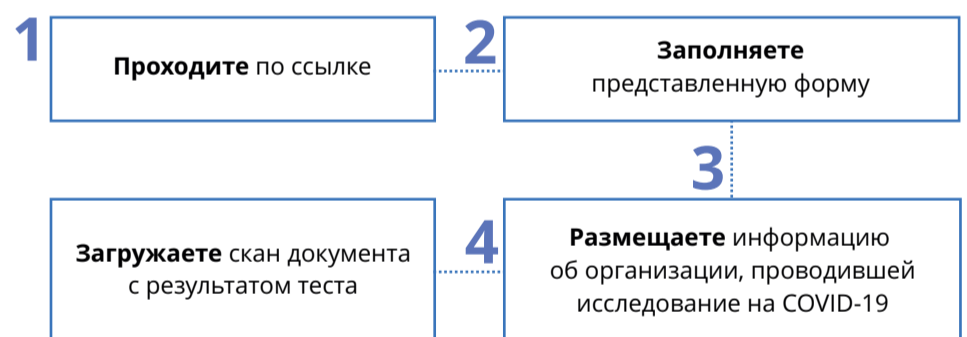 1
Проходите по ссылке
2
Заполняете
представленную форму
3
Размещаете информацию
об организации, проводившей
исследование на COVID-19
4
Загружаете скан документа
с результатом теста